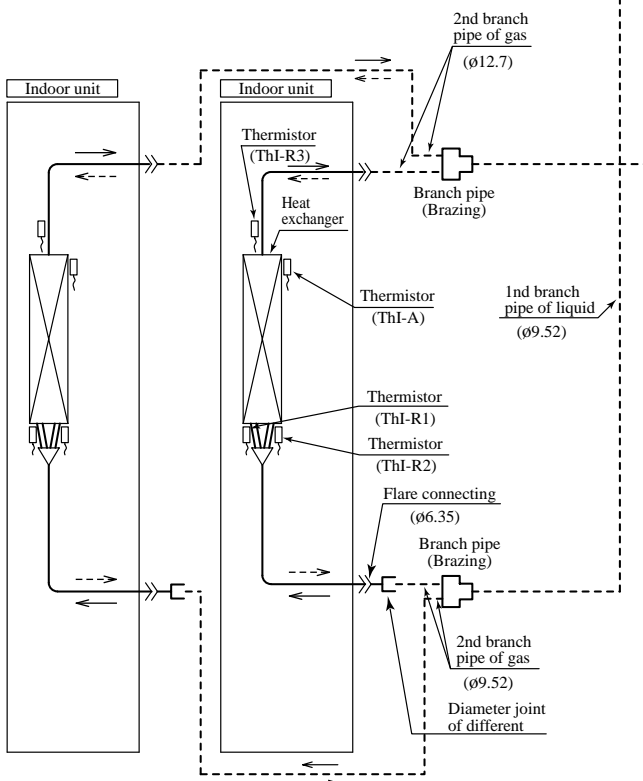 2nd branch
pipe of gas
(ø12.7)
Indoor unit
Indoor unit
Thermistor
(ThI-R3)
Branch pipe
(Brazing)
Heat
exchanger
Thermistor
(ThI-A)
1nd branch
pipe of liquid
(ø9.52)
Thermistor
(ThI-R1)
Thermistor
(ThI-R2)
Flare connecting
(ø6.35)
Branch pipe
(Brazing)
2nd branch
pipe of gas
(ø9.52)
Diameter joint
of different